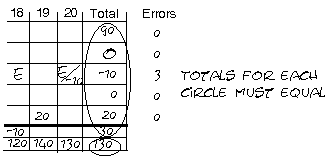 18 19 20 Total Errors
90 0
0 0
E E/-10 -10 3 TOTALS FOR EACH
0 0 CIRCLE MUST EQUAL
20 20 0
-10 30
120 140 130 130